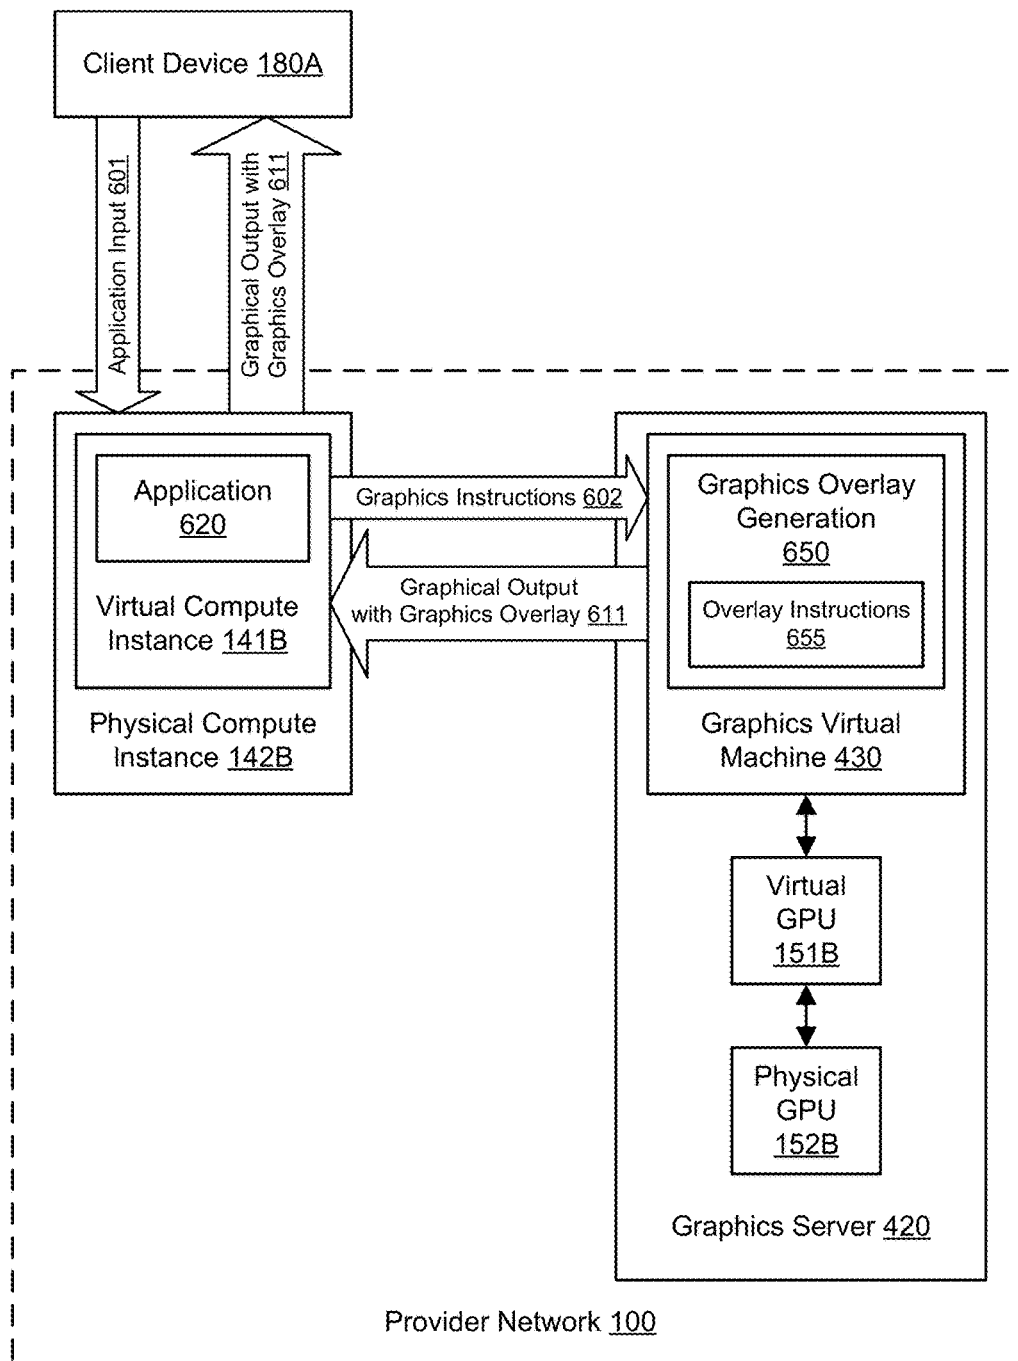 Client Device 180A
Application Input 601
Graphical Output with
Graphics Overlay 611
Application
620
Virtual Compute
Instance 141B
Physical Compute
Instance 142B
Graphics Instructions 602
Graphical Output
with Graphics Overlay 611
Graphics Overlay
Generation
650
Overlay Instructions
655
Graphics Virtual
Machine 430
Virtual
GPU
151B
Physical
GPU
152B
Graphics Server 420
Provider Network 100